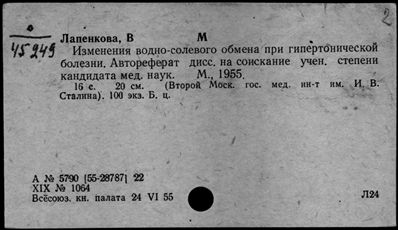 2
45249
Лапенкова, В М
Изменения водно-солевого обмена при гипертонической
болезни. Автореферат дисс. на соискание учен. степени
кандидата мед. наук. М., 1955.
16 с. 20 см. (Второй Моск. гос. мед. ин-т им. И. В.
Сталина). 100 экз. Б. ц.
А № 5790 [55-28787] 22
XIX № 1064
Всесоюз. кн. палата 24 VI 55
Л24